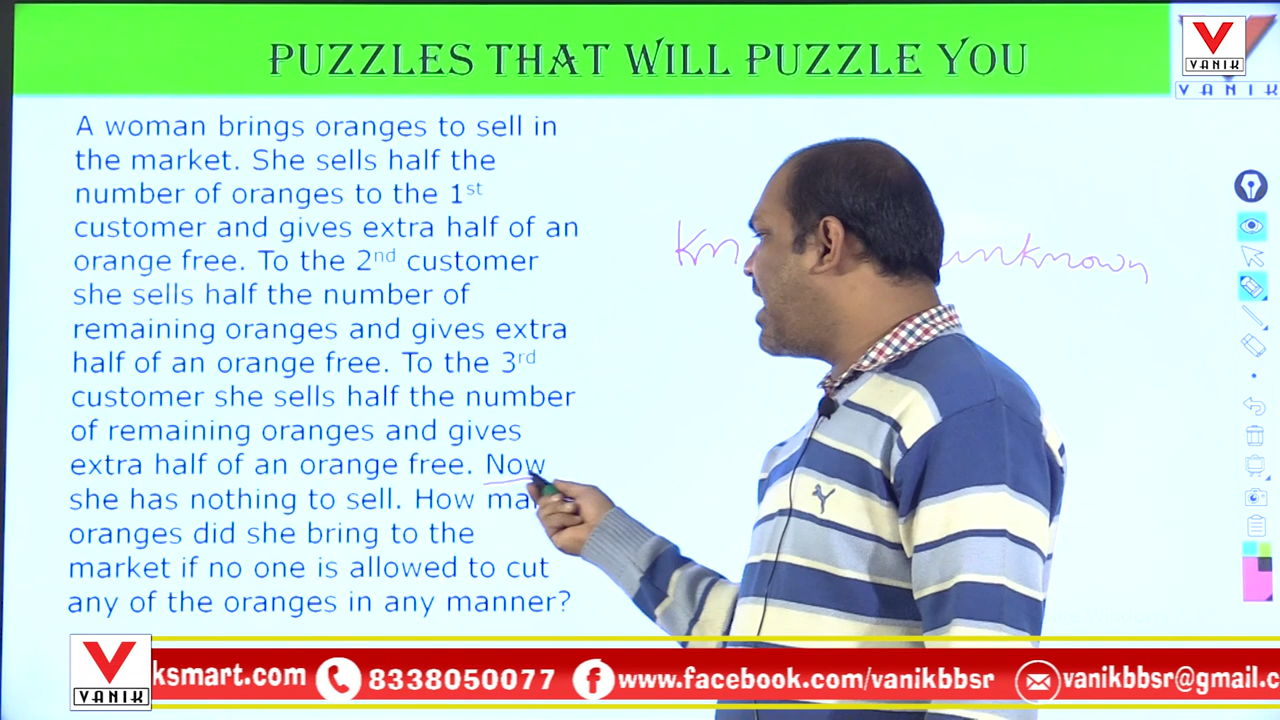 PUZZLES THAT WILL PUZZLE YOU
VANIK
VANIK
A woman brings oranges to sell in
the market. She sells half the
number of oranges to the 1st
customer and gives extra half of an
orange free. To the 2nd customer
she sells half the number of
remaining oranges and gives extra
half of an orange free. To the 3rd
customer she sells half the number
of remaining oranges and gives
extra half of an orange free. Now
she has nothing to sell. How
oranges did she bring to the
market if no one is allowed to cut
any of the oranges in any manner?
unknown
VANIK
ksmart.com 8338050077 www.facebook.com/vanikbbsr vanikbbsr@gmail.c